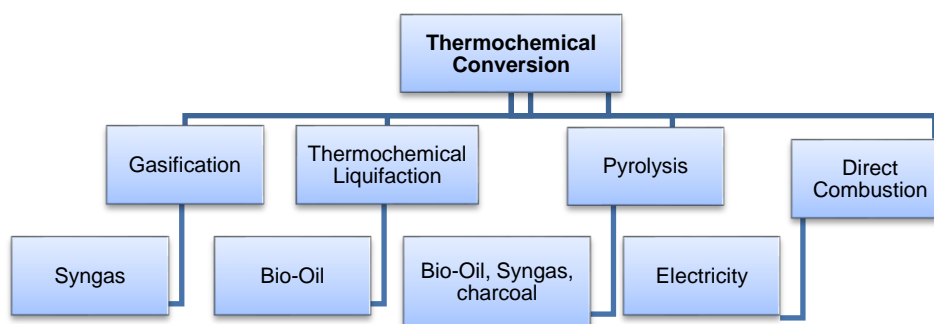 Thermochemical
Conversion
Gasification
Thermochemical
Liquifaction
Pyrolysis
Direct
Combustion
Syngas
Bio-Oil
Bio-Oil, Syngas,
charcoal
Electricity